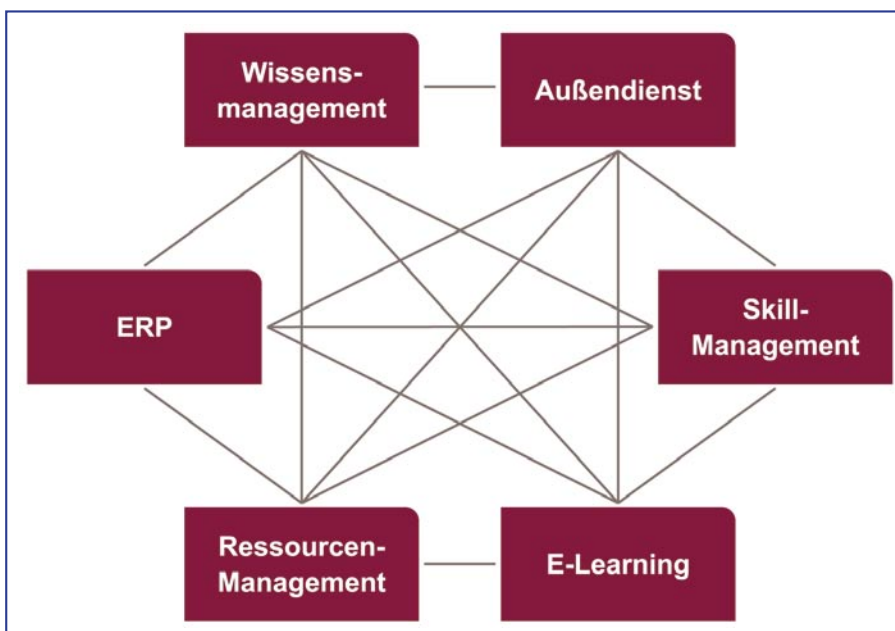 Wissens-
management
Außendienst
ERP
Skill-
Management
Ressourcen-
Management
E-Learning